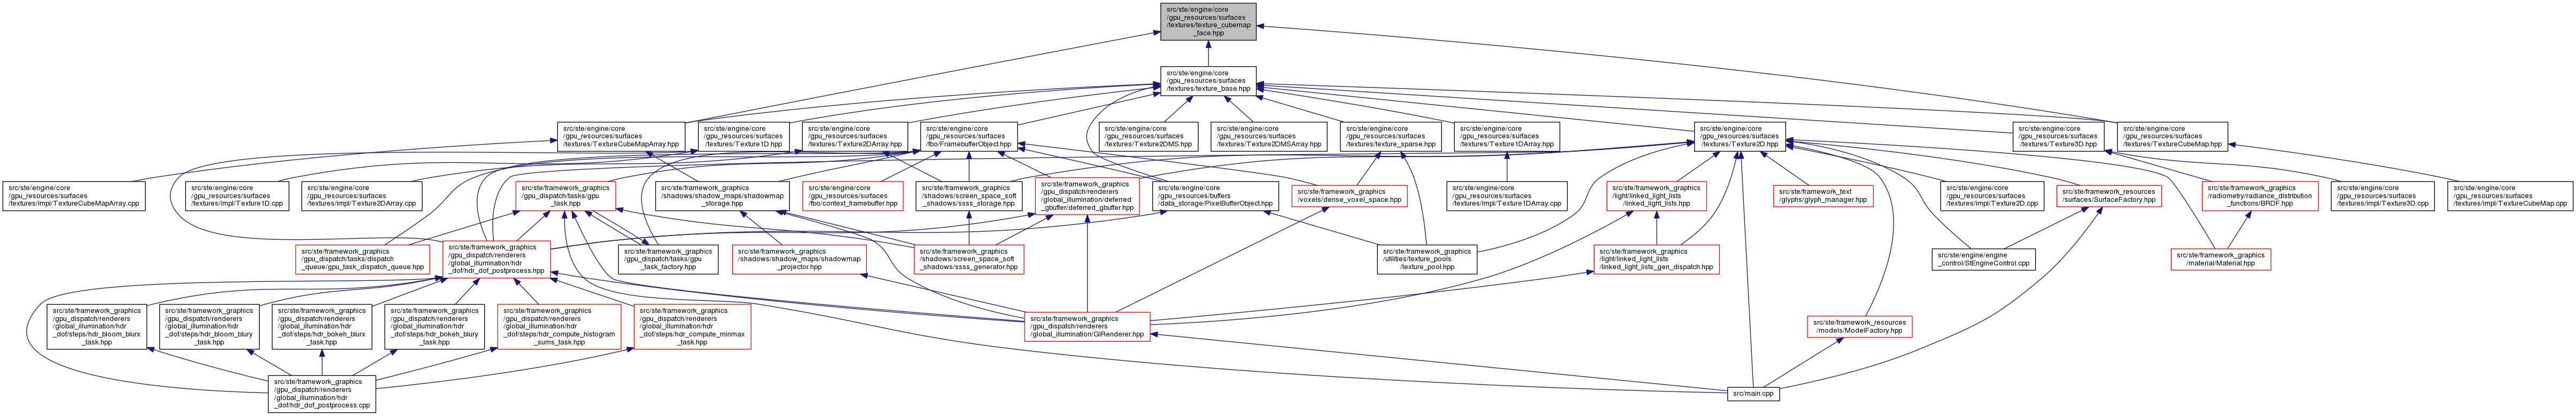 src/ste/engine/core
/gpu_resources/surfaces
/textures/texture_cubemap
_face.hpp
src/ste/engine/core
/gpu_resources/surfaces
/textures/texture_base.hpp
src/ste/engine/core
/gpu_resources/surfaces
/textures/TextureCubeMapArray.hpp
src/ste/engine/core
/gpu_resources/surfaces
/textures/Texture1D.hpp
src/ste/engine/core
/gpu_resources/surfaces
/textures/Texture2DArray.hpp
src/ste/engine/core
/gpu_resources/surfaces
/fbo/FramebufferObject.hpp
src/ste/engine/core
/gpu_resources/surfaces
/textures/Texture2DMS.hpp
src/ste/engine/core
/gpu_resources/surfaces
/textures/Texture2DMSArray.hpp
src/ste/engine/core
/gpu_resources/surfaces
/textures/texture_sparse.hpp
src/ste/engine/core
/gpu_resources/surfaces
/textures/Texture1DArray.hpp
src/ste/engine/core
/gpu_resources/surfaces
/textures/Texture2D.hpp
src/ste/engine/core
/gpu_resources/surfaces
/textures/Texture3D.hpp
src/ste/engine/core
/gpu_resources/surfaces
/textures/TextureCubeMap.hpp
src/ste/engine/core
/gpu_resources/surfaces
/textures/impl/TextureCubeMapArray.cpp
src/ste/engine/core
/gpu_resources/surfaces
/textures/impl/Texture1D.cpp
src/ste/engine/core
/gpu_resources/surfaces
/textures/impl/Texture2DArray.cpp
src/ste/framework_graphics
/gpu_dispatch/tasks/gpu
_task.hpp
src/ste/framework_graphics
/shadows/shadow_maps/shadowmap
_storage.hpp
src/ste/engine/core
/gpu_resources/surfaces
/fbo/context_framebuffer.hpp
src/ste/framework_graphics
/shadows/screen_space_soft
_shadows/ssss_storage.hpp
src/ste/framework_graphics
/gpu_dispatch/renderers
/global_illumination/deferred
_gbuffer/deferred_gbuffer.hpp
src/ste/engine/core
/gpu_resources/buffers
/data_storage/PixelBufferObject.hpp
src/ste/framework_graphics
/voxels/dense_voxel_space.hpp
src/ste/engine/core
/gpu_resources/surfaces
/textures/impl/Texture1DArray.cpp
src/ste/framework_graphics
/light/linked_light_lists
/linked_light_lists.hpp
src/ste/framework_text
/glyphs/glyph_manager.hpp
src/ste/engine/core
/gpu_resources/surfaces
/textures/impl/Texture2D.cpp
src/ste/framework_resources
/surfaces/SurfaceFactory.hpp
src/ste/framework_graphics
/radiometry/radiance_distribution
_functions/BRDF.hpp
src/ste/engine/core
/gpu_resources/surfaces
/textures/impl/Texture3D.cpp
src/ste/engine/core
/gpu_resources/surfaces
/textures/impl/TextureCubeMap.cpp
src/ste/framework_graphics
/gpu_dispatch/tasks/dispatch
_queue/gpu_task_dispatch_queue.hpp
src/ste/framework_graphics
/gpu_dispatch/renderers
/global_illumination/hdr
_dof/hdr_dof_postprocess.hpp
src/ste/framework_graphics
/gpu_dispatch/tasks/gpu
_task_factory.hpp
src/ste/framework_graphics
/shadows/shadow_maps/shadowmap
_projector.hpp
src/ste/framework_graphics
/shadows/screen_space_soft
_shadows/ssss_generator.hpp
src/ste/framework_graphics
/utilities/texture_pools
/texture_pool.hpp
src/ste/framework_graphics
/light/linked_light_lists
/linked_light_lists_gen_dispatch.hpp
src/ste/engine/engine
_control/StEngineControl.cpp
src/ste/framework_graphics
/material/Material.hpp
src/ste/framework_graphics
/gpu_dispatch/renderers
/global_illumination/hdr
_dof/steps/hdr_bloom_blurx
_task.hpp
src/ste/framework_graphics
/gpu_dispatch/renderers
/global_illumination/hdr
_dof/steps/hdr_bloom_blury
_task.hpp
src/ste/framework_graphics
/gpu_dispatch/renderers
/global_illumination/hdr
_dof/steps/hdr_bokeh_blurx
_task.hpp
src/ste/framework_graphics
/gpu_dispatch/renderers
/global_illumination/hdr
_dof/steps/hdr_bokeh_blury
_task.hpp
src/ste/framework_graphics
/gpu_dispatch/renderers
/global_illumination/hdr
_dof/steps/hdr_compute_histogram
_sums_task.hpp
src/ste/framework_graphics
/gpu_dispatch/renderers
/global_illumination/hdr
_dof/steps/hdr_compute_minmax
_task.hpp
src/ste/framework_graphics
/gpu_dispatch/renderers
/global_illumination/GIRenderer.hpp
src/ste/framework_resources
/models/ModelFactory.hpp
src/ste/framework_graphics
/gpu_dispatch/renderers
/global_illumination/hdr
_dof/hdr_dof_postprocess.cpp
src/main.cpp